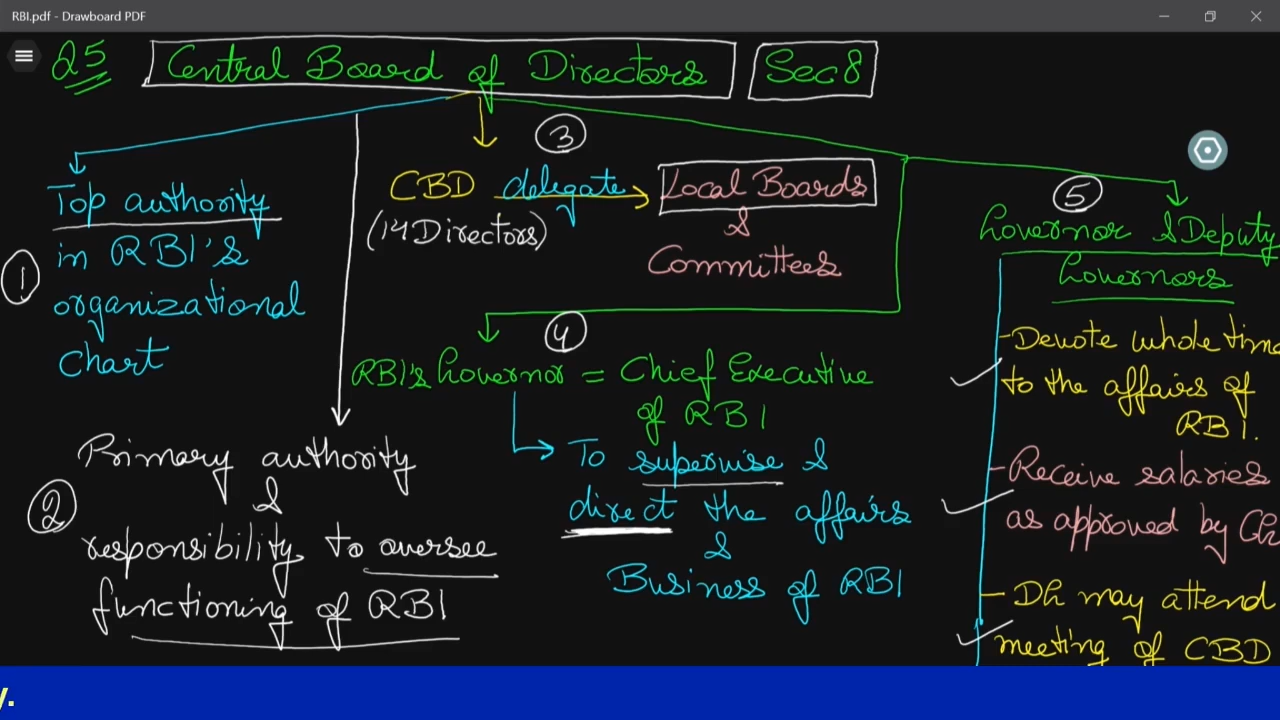 RBI.pdf - Drawboard PDF
25 Central Board of Directors Sec 8
①
Top authority
in RBI's
organizational
chart
②
Primary authority
&
responsibility to oversee
functioning of RBI
③
CBD delegate Local Boards
(14 Directors) &
Committees
④
RBI's Governor = Chief Executive
of RBI
To supervise &
direct the affairs
&
Business of RBI
⑤
Governor & Deputy
Governors
- Devote whole time
to the affairs of
RBI.
- Receive salaries
as approved by
- DG may attend
meeting of CBD
y.